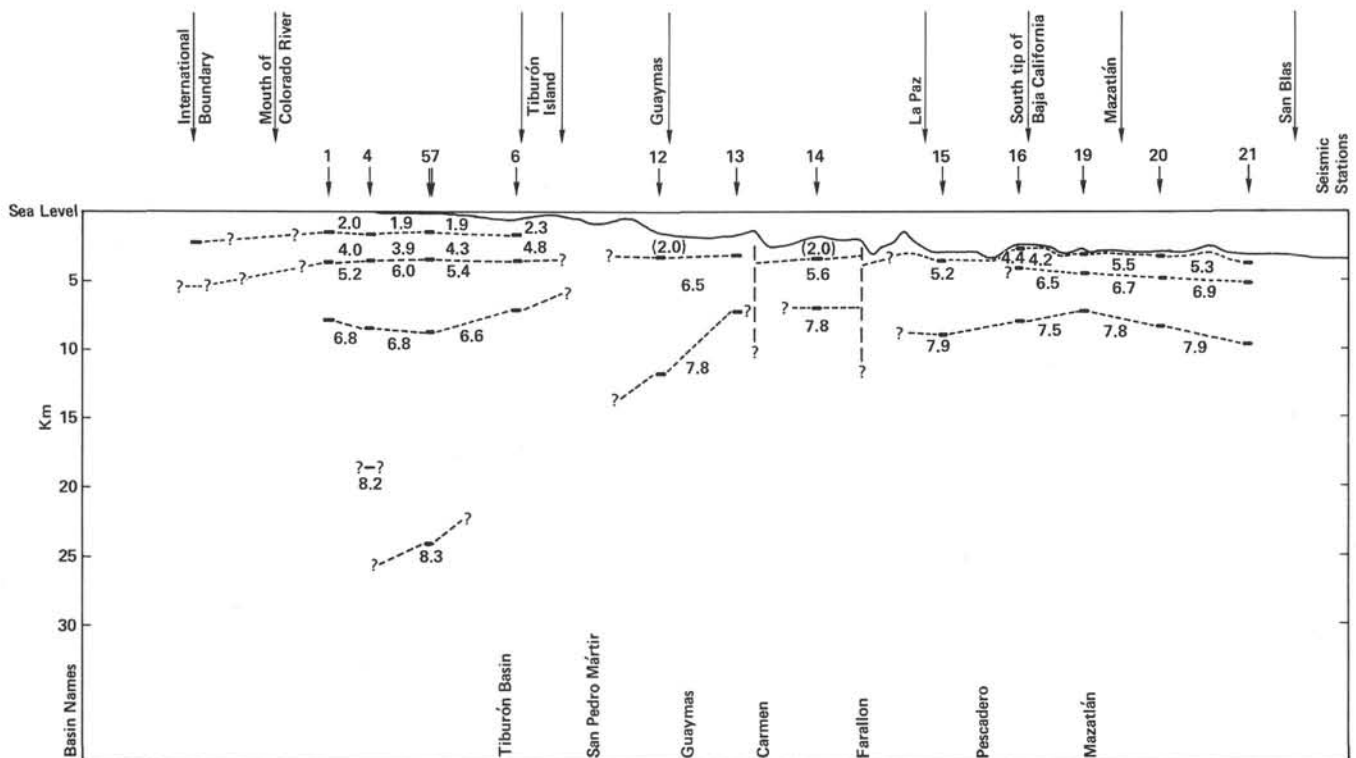 International
Boundary
Mouth of
Colorado River
Tiburón
Island
Guaymas
La Paz
South tip of
Baja California
Mazatlán
San Blas
Seismic
Stations
1 4 57 6 12 13 14 15 16 19 20 21
Sea Level
2.0 1.9 1.9 2.3
? ? (2.0) (2.0)
4.0 3.9 4.3 4.8 4.4 4.2 5.5 5.3
? ? ? ? ?
5.2 6.0 5.4 5.6 5.2 ? 6.5 6.7 6.9
? ? ? 6.5
5
? ? ?
6.8 6.8 6.6 7.8 ? 7.9 7.5 7.8 7.9
10
? 7.8 ?
?
Km
15
?–?
8.2
20
?
? 8.3
25
30
Basin Names
Tiburón Basin
San Pedro Mártir
Guaymas
Carmen
Farallon
Pescadero
Mazatlán